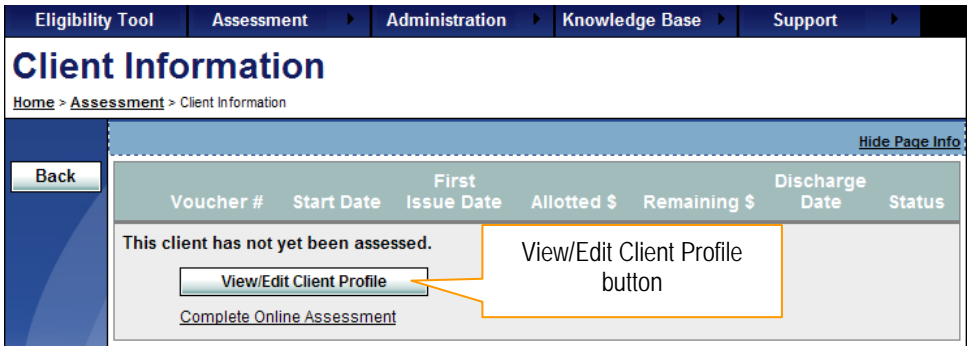 Eligibility Tool Assessment Administration Knowledge Base Support
Client Information
Home > Assessment > Client Information
Hide Page Info
Back
Voucher # Start Date First Issue Date Allotted $ Remaining $ Discharge Date Status
This client has not yet been assessed.
View/Edit Client Profile
Complete Online Assessment
View/Edit Client Profile
button